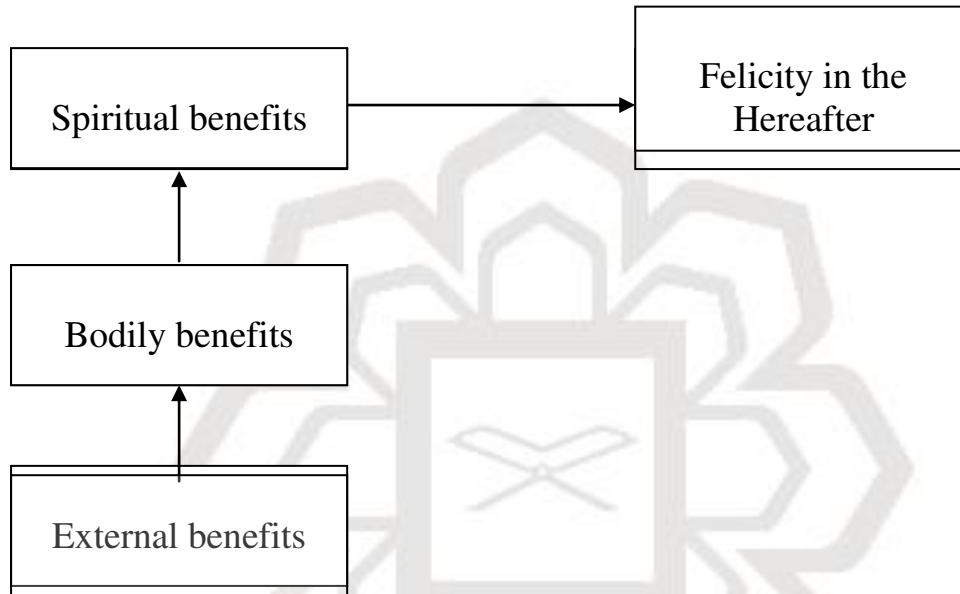 Spiritual benefits
Felicity in the
Hereafter
Bodily benefits
External benefits